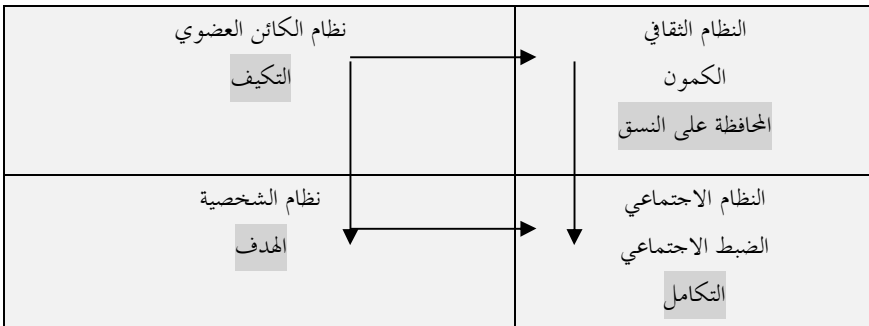 النظام الثقافي
الكمون
المحافظة على النسق
نظام الكائن العضوي
التكيف
النظام الاجتماعي
الضبط الاجتماعي
التكامل
نظام الشخصية
الهدف